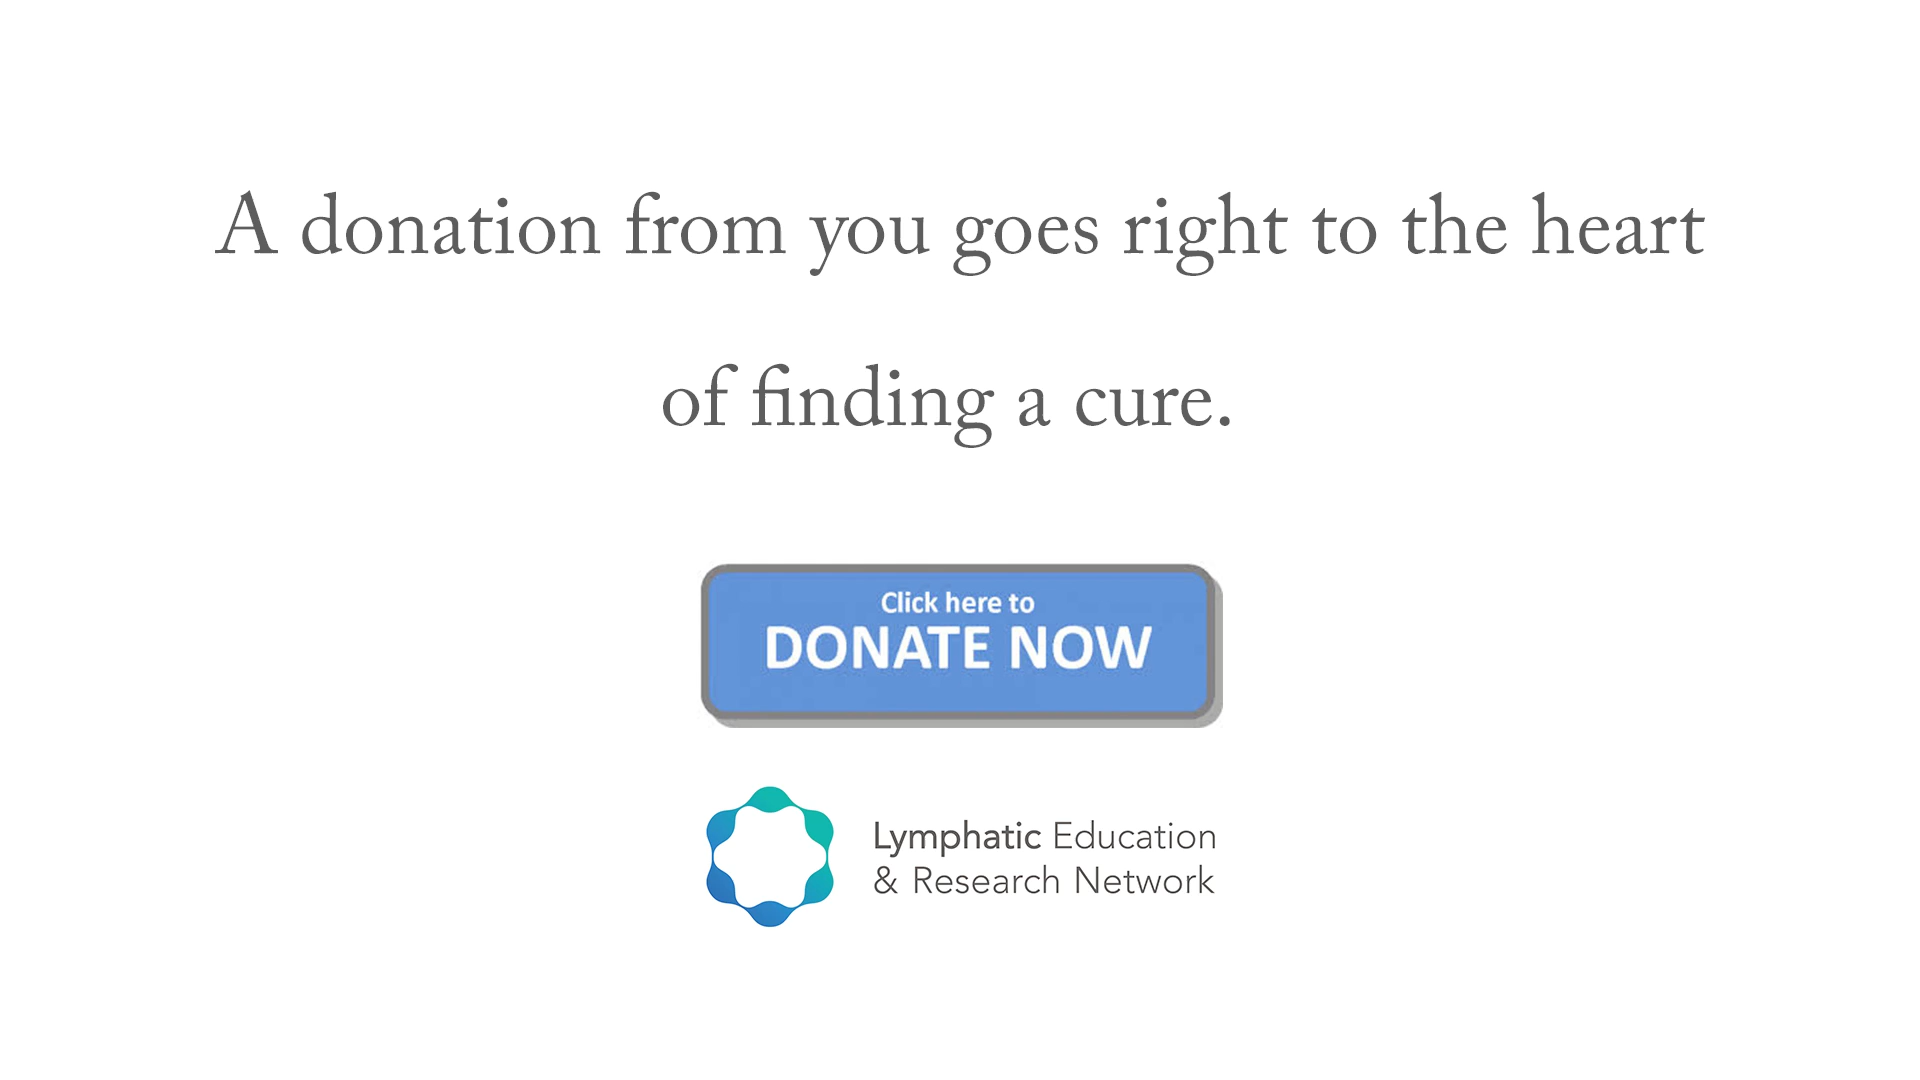 A donation from you goes right to the heart
of finding a cure.
Click here to
DONATE NOW
Lymphatic Education
& Research Network